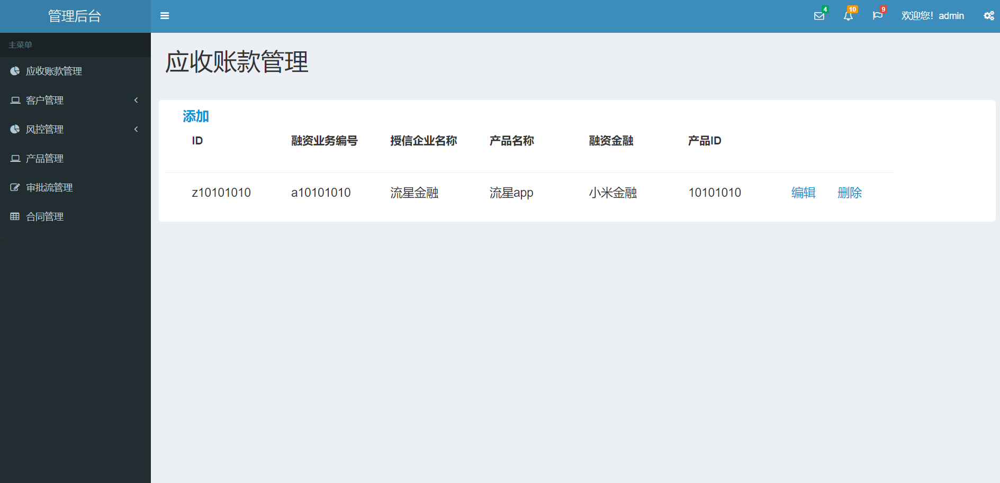 管理后台
4
10
9
欢迎您！admin
主菜单
应收账款管理
客户管理
风控管理
产品管理
审批流管理
合同管理
应收账款管理
添加
ID 融资业务编号 授信企业名称 产品名称 融资金融 产品ID
z10101010 a10101010 流星金融 流星app 小米金融 10101010 编辑 删除